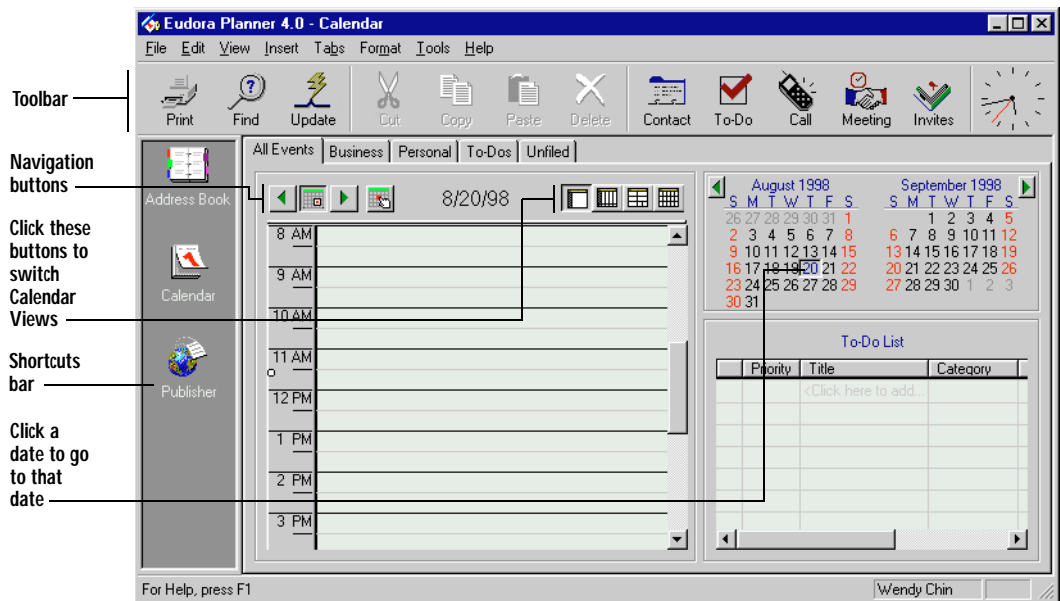 Eudora Planner 4.0 - Calendar
File Edit View Insert Tabs Format Tools Help
Toolbar
Print Find Update Cut Copy Paste Delete Contact To-Do Call Meeting Invites
Navigation
buttons
Click these
buttons to
switch
Calendar
Views
Shortcuts
bar
Click a
date to go
to that
date
Address Book
Calendar
Publisher
All Events Business Personal To-Dos Unfiled
8/20/98
8 AM
9 AM
10 AM
11 AM
12 PM
1 PM
2 PM
3 PM
August 1998
S M T W T F S
26 27 28 29 30 31 1
2 3 4 5 6 7 8
9 10 11 12 13 14 15
16 17 18 19 20 21 22
23 24 25 26 27 28 29
30 31
September 1998
S M T W T F S
1 2 3 4 5
6 7 8 9 10 11 12
13 14 15 16 17 18 19
20 21 22 23 24 25 26
27 28 29 30 1 2 3
To-Do List
Priority Title Category
<Click here to add...
For Help, press F1
Wendy Chin